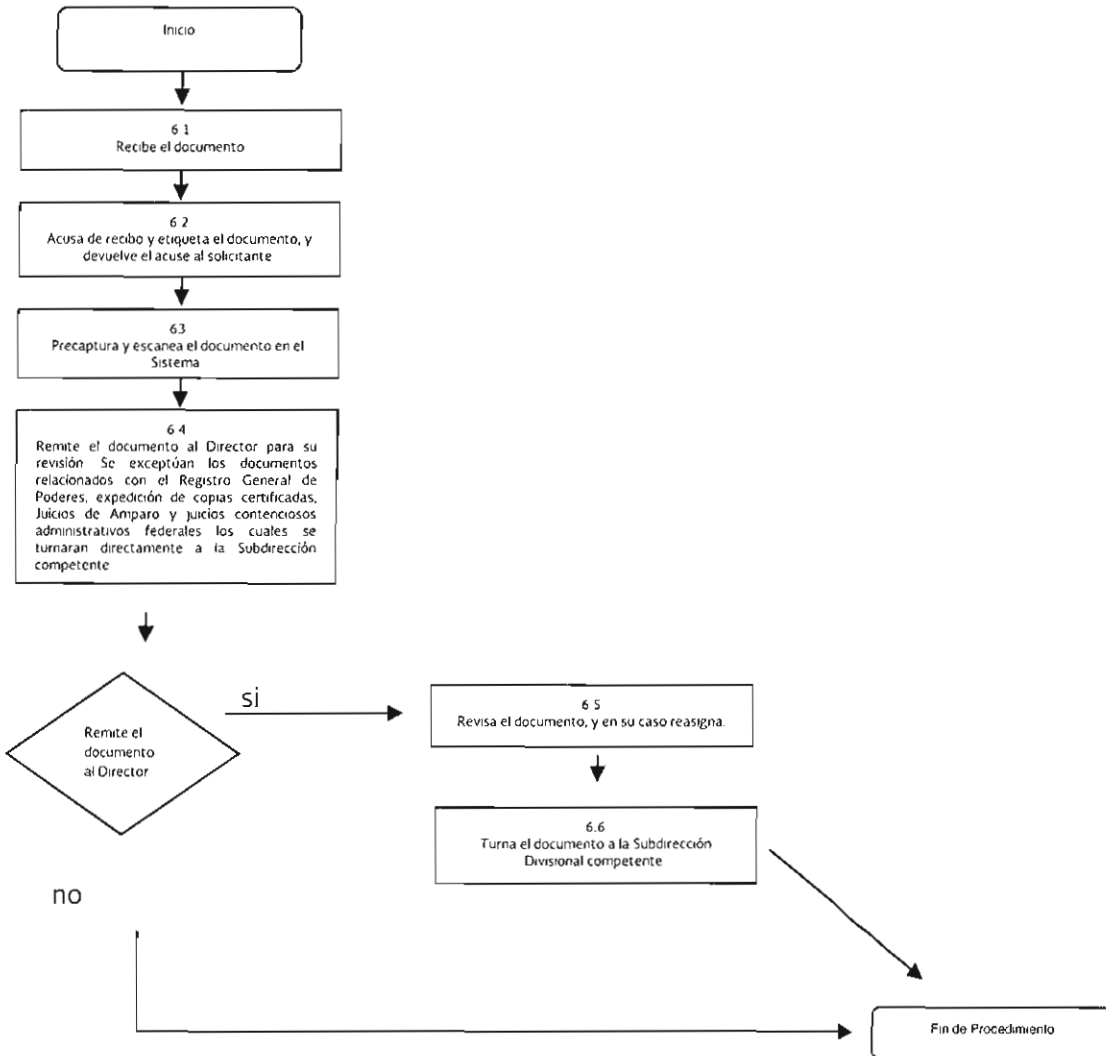 Inicio
6 1
Recibe el documento
6 2
Acusa de recibo y etiqueta el documento, y
devuelve el acuse al solicitante
6 3
Precaptura y escanea el documento en el
Sistema
6 4
Remite el documento al Director para su
revisión Se exceptúan los documentos
relacionados con el Registro General de
Poderes, expedición de copias certificadas,
Juicios de Amparo y juicios contenciosos
administrativos federales los cuales se
turnaran directamente a la Subdirección
competente
Remite el
documento
al Director
si
6 5
Revisa el documento, y en su caso reasigna.
6.6
Turna el documento a la Subdirección
Divisional competente
no
Fin de Procedimiento